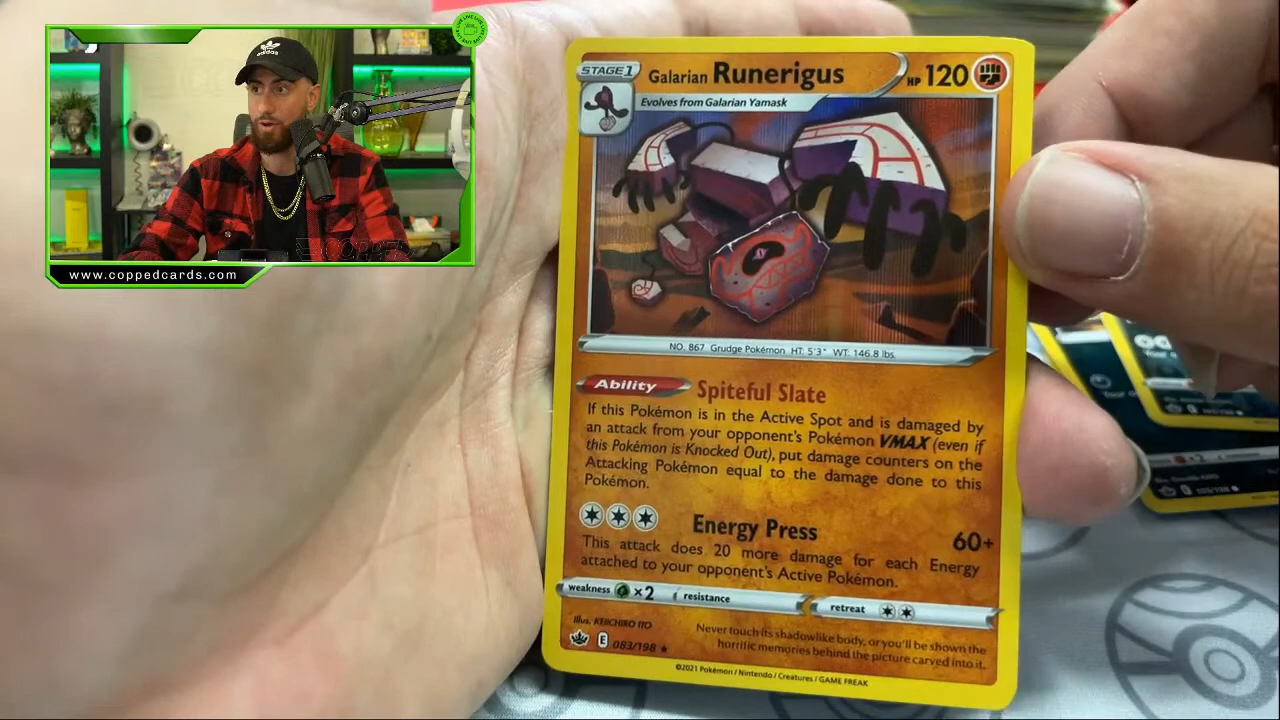 adidas
COPPED
www.coppedcards.com
STAGE 1
Galarian Runerigus
HP 120
Evolves from Galarian Yamask
NO. 867 Grudge Pokémon HT: 5'3" WT: 146.8 lbs.
Ability Spiteful Slate
If this Pokémon is in the Active Spot and is damaged by
an attack from your opponent's Pokémon VMAX (even if
this Pokémon is Knocked Out), put damage counters on the
Attacking Pokémon equal to the damage done to this
Pokémon.
Energy Press 60+
This attack does 20 more damage for each Energy
attached to your opponent's Active Pokémon.
weakness ×2 resistance retreat
Illus. KEIICHIRO ITO
E 083/198
Never touch its shadowlike body, or you'll be shown the
horrific memories behind the picture carved into it.
©2021 Pokémon / Nintendo / Creatures / GAME FREAK